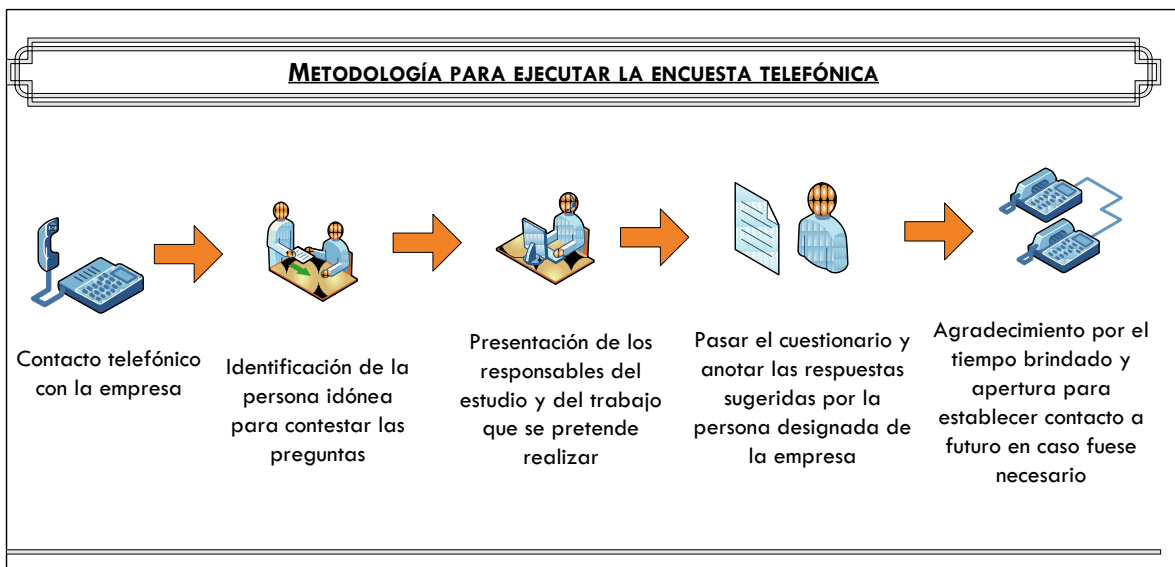 METODOLOGÍA PARA EJECUTAR LA ENCUESTA TELEFÓNICA
Contacto telefónico
con la empresa
Identificación de la
persona idónea
para contestar las
preguntas
Presentación de los
responsables del
estudio y del trabajo
que se pretende
realizar
Pasar el cuestionario y
anotar las respuestas
sugeridas por la
persona designada de
la empresa
Agradecimiento por el
tiempo brindado y
apertura para
establecer contacto a
futuro en caso fuese
necesario